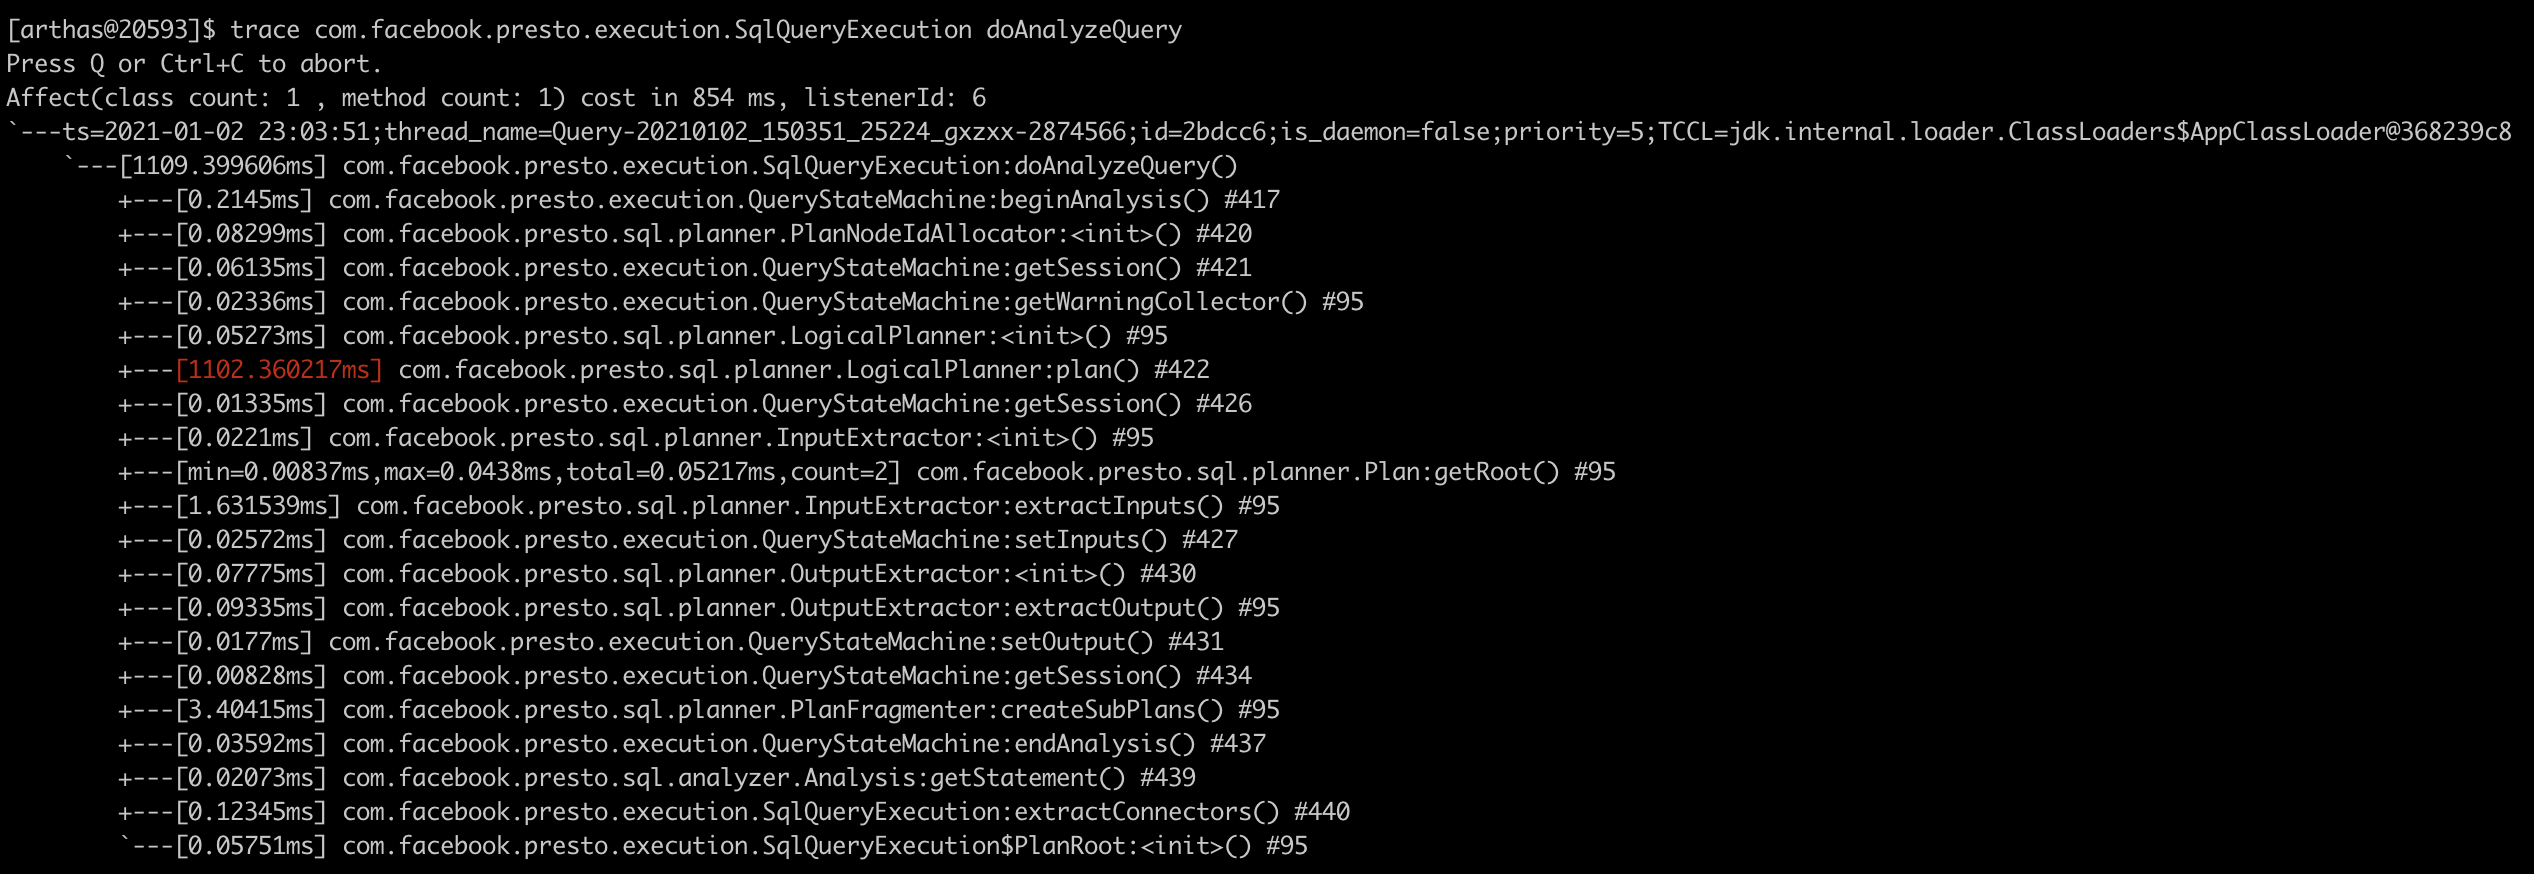 [arthas@20593]$ trace com.facebook.presto.execution.SqlQueryExecution doAnalyzeQuery
Press Q or Ctrl+C to abort.
Affect(class count: 1 , method count: 1) cost in 854 ms, listenerId: 6
`---ts=2021-01-02 23:03:51;thread_name=Query-20210102_150351_25224_gxzxx-2874566;id=2bdcc6;is_daemon=false;priority=5;TCCL=jdk.internal.loader.ClassLoaders$AppClassLoader@368239c8
    `---[1109.399606ms] com.facebook.presto.execution.SqlQueryExecution:doAnalyzeQuery()
        +---[0.2145ms] com.facebook.presto.execution.QueryStateMachine:beginAnalysis() #417
        +---[0.08299ms] com.facebook.presto.sql.planner.PlanNodeIdAllocator:<init>() #420
        +---[0.06135ms] com.facebook.presto.execution.QueryStateMachine:getSession() #421
        +---[0.02336ms] com.facebook.presto.execution.QueryStateMachine:getWarningCollector() #95
        +---[0.05273ms] com.facebook.presto.sql.planner.LogicalPlanner:<init>() #95
        +---[1102.360217ms] com.facebook.presto.sql.planner.LogicalPlanner:plan() #422
        +---[0.01335ms] com.facebook.presto.execution.QueryStateMachine:getSession() #426
        +---[0.0221ms] com.facebook.presto.sql.planner.InputExtractor:<init>() #95
        +---[min=0.00837ms,max=0.0438ms,total=0.05217ms,count=2] com.facebook.presto.sql.planner.Plan:getRoot() #95
        +---[1.631539ms] com.facebook.presto.sql.planner.InputExtractor:extractInputs() #95
        +---[0.02572ms] com.facebook.presto.execution.QueryStateMachine:setInputs() #427
        +---[0.07775ms] com.facebook.presto.sql.planner.OutputExtractor:<init>() #430
        +---[0.09335ms] com.facebook.presto.sql.planner.OutputExtractor:extractOutput() #95
        +---[0.0177ms] com.facebook.presto.execution.QueryStateMachine:setOutput() #431
        +---[0.00828ms] com.facebook.presto.execution.QueryStateMachine:getSession() #434
        +---[3.40415ms] com.facebook.presto.sql.planner.PlanFragmenter:createSubPlans() #95
        +---[0.03592ms] com.facebook.presto.execution.QueryStateMachine:endAnalysis() #437
        +---[0.02073ms] com.facebook.presto.sql.analyzer.Analysis:getStatement() #439
        +---[0.12345ms] com.facebook.presto.execution.SqlQueryExecution:extractConnectors() #440
        `---[0.05751ms] com.facebook.presto.execution.SqlQueryExecution$PlanRoot:<init>() #95